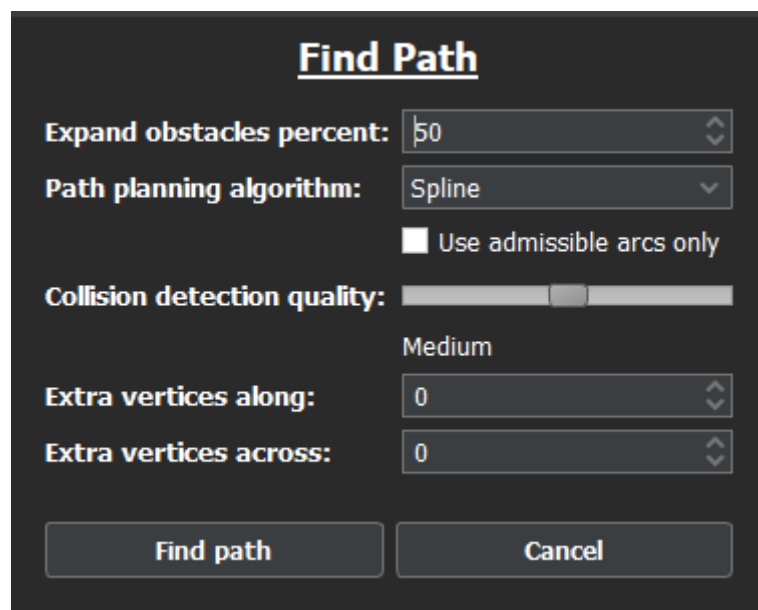 Find Path
Expand obstacles percent: 50
Path planning algorithm: Spline
Use admissible arcs only
Collision detection quality:
Medium
Extra vertices along: 0
Extra vertices across: 0
Find path Cancel